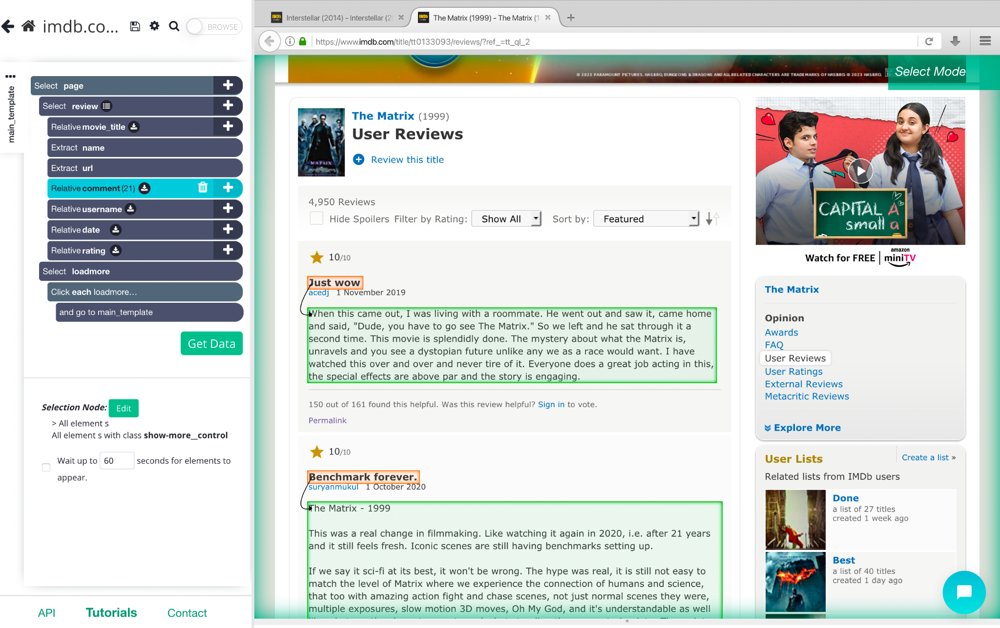 imdb.co...
BROWSE
main_template
Select page
Select review
Relative movie_title
Extract name
Extract url
Relative comment (21)
Relative username
Relative date
Relative rating
Select loadmore
Click each loadmore...
and go to main_template
Get Data
Selection Node: Edit
> All element s
All element s with class show-more__control
Wait up to 60 seconds for elements to
appear.
API Tutorials Contact
Interstellar (2014) - Interstellar (2
The Matrix (1999) - The Matrix (1
https://www.imdb.com/title/tt0133093/reviews/?ref_=tt_ql_2
© 2023 PARAMOUNT PICTURES. HASBRO, DUNGEONS & DRAGONS AND ALL RELATED CHARACTERS ARE TRADEMARKS OF HASBRO. © 2023 HASBRO.
Select Mode
The Matrix (1999)
User Reviews
Review this title
4,950 Reviews
Hide Spoilers Filter by Rating: Show All Sort by: Featured
10/10
Just wow
acedj 1 November 2019
When this came out, I was living with a roommate. He went out and saw it, came home
and said, "Dude, you have to go see The Matrix." So we left and he sat through it a
second time. This movie is splendidly done. The mystery about what the Matrix is,
unravels and you see a dystopian future unlike any we as a race would want. I have
watched this over and over and never tire of it. Everyone does a great job acting in this,
the special effects are above par and the story is engaging.
150 out of 161 found this helpful. Was this review helpful? Sign in to vote.
Permalink
10/10
Benchmark forever.
suryanmukul 1 October 2020
The Matrix - 1999
This was a real change in filmmaking. Like watching it again in 2020, i.e. after 21 years
and it still feels fresh. Iconic scenes are still having benchmarks setting up.
If we say it sci-fi at its best, it won't be wrong. The hype was real, it is still not easy to
match the level of Matrix where we experience the connection of humans and science,
that too with amazing action fight and chase scenes, not just normal scenes they were,
multiple exposures, slow motion 3D moves, Oh My God, and it's understandable as well
CAPITAL A
small a
Watch for FREE | amazon miniTV
The Matrix
Opinion
Awards
FAQ
User Reviews
User Ratings
External Reviews
Metacritic Reviews
Explore More
User Lists
Create a list »
Related lists from IMDb users
Done
a list of 27 titles
created 1 week ago
Best
a list of 40 titles
created 1 day ago